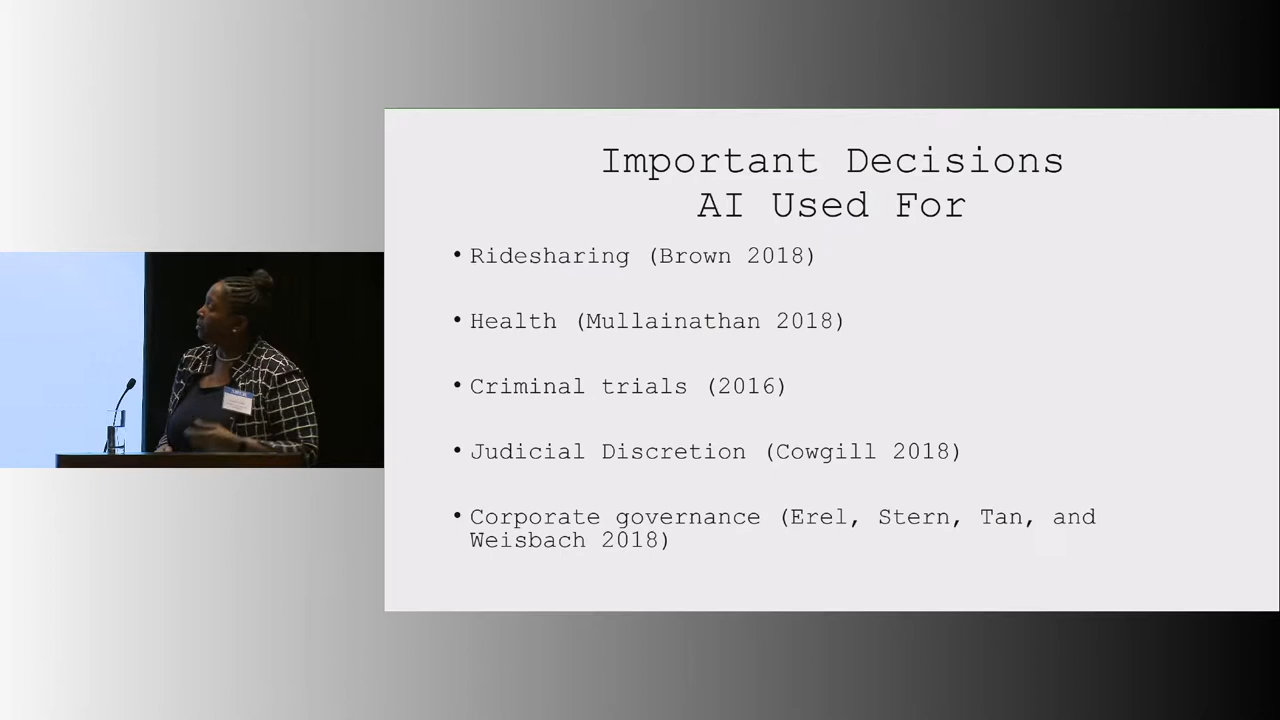 Important Decisions
AI Used For
• Ridesharing (Brown 2018)
• Health (Mullainathan 2018)
• Criminal trials (2016)
• Judicial Discretion (Cowgill 2018)
• Corporate governance (Erel, Stern, Tan, and
Weisbach 2018)